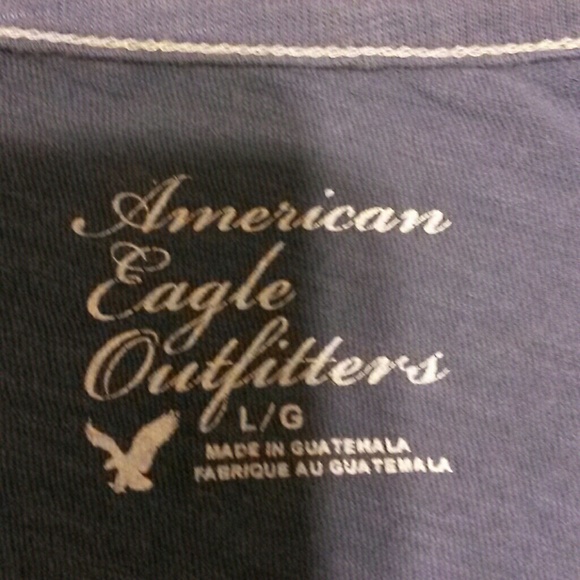 American
Eagle
Outfitters
L/G
MADE IN GUATEMALA
FABRIQUE AU GUATEMALA